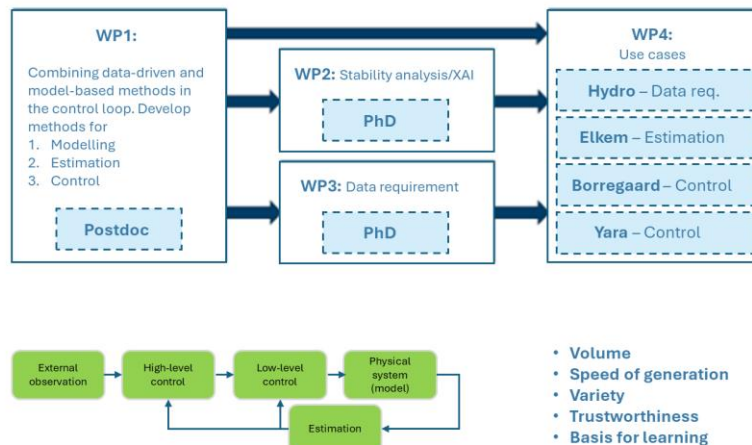 WP1:
Combining data-driven and
model-based methods in
the control loop. Develop
methods for
1. Modelling
2. Estimation
3. Control
Postdoc
WP2: Stability analysis/XAI
PhD
WP3: Data requirement
PhD
WP4:
Use cases
Hydro – Data req.
Elkem – Estimation
Borregaard – Control
Yara – Control
External
observation
High-level
control
Low-level
control
Physical
system
(model)
Estimation
• Volume
• Speed of generation
• Variety
• Trustworthiness
• Basis for learning